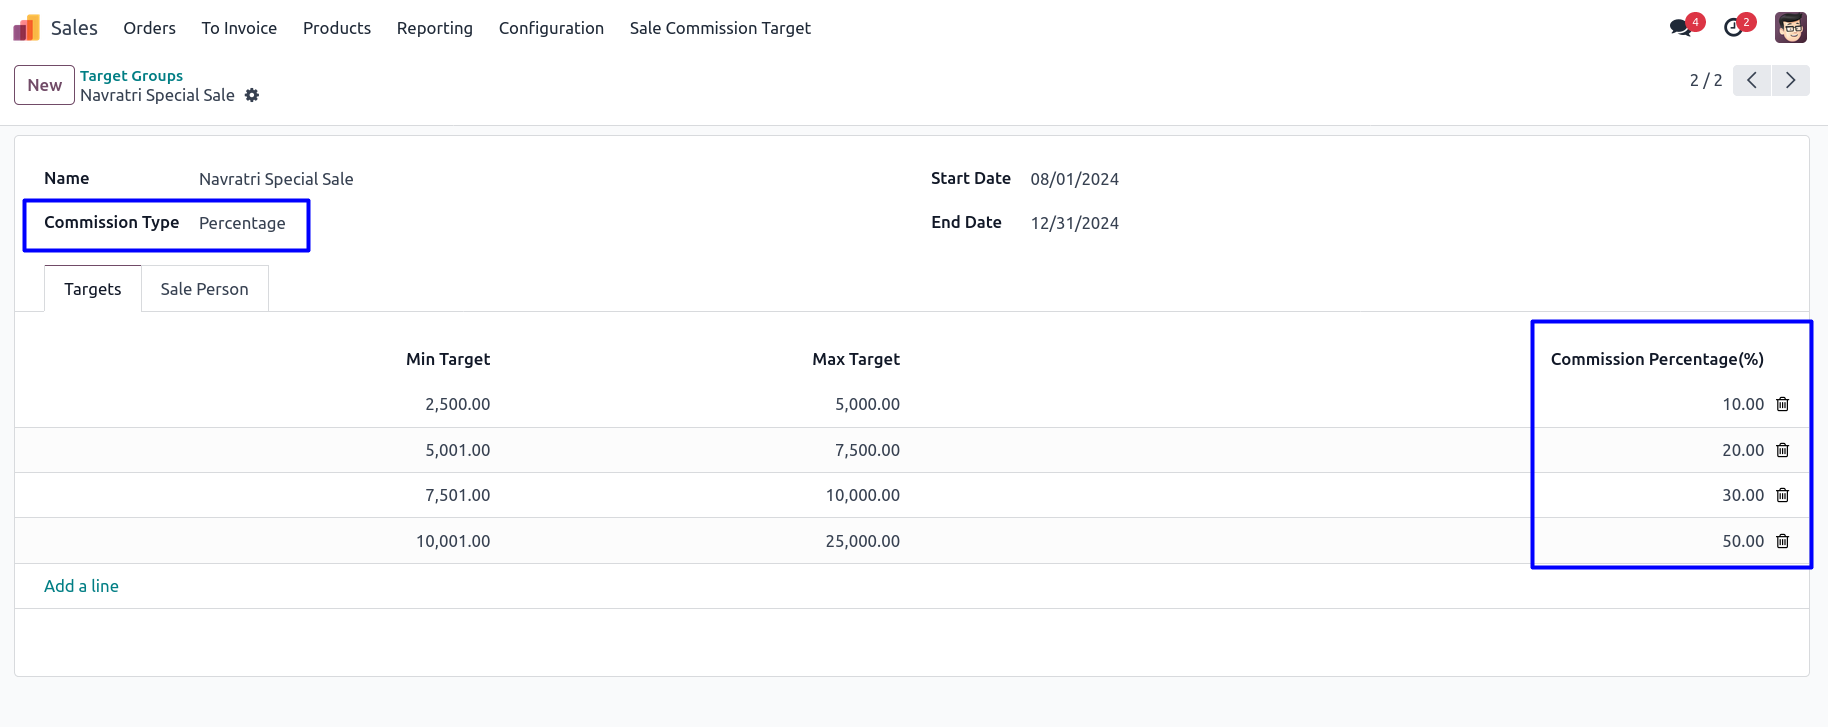 Sales Orders To Invoice Products Reporting Configuration Sale Commission Target 4 2
New Target Groups
Navratri Special Sale
2 / 2
Name Navratri Special Sale Start Date 08/01/2024
Commission Type Percentage End Date 12/31/2024
Targets Sale Person
Min Target Max Target Commission Percentage(%)
2,500.00 5,000.00 10.00
5,001.00 7,500.00 20.00
7,501.00 10,000.00 30.00
10,001.00 25,000.00 50.00
Add a line